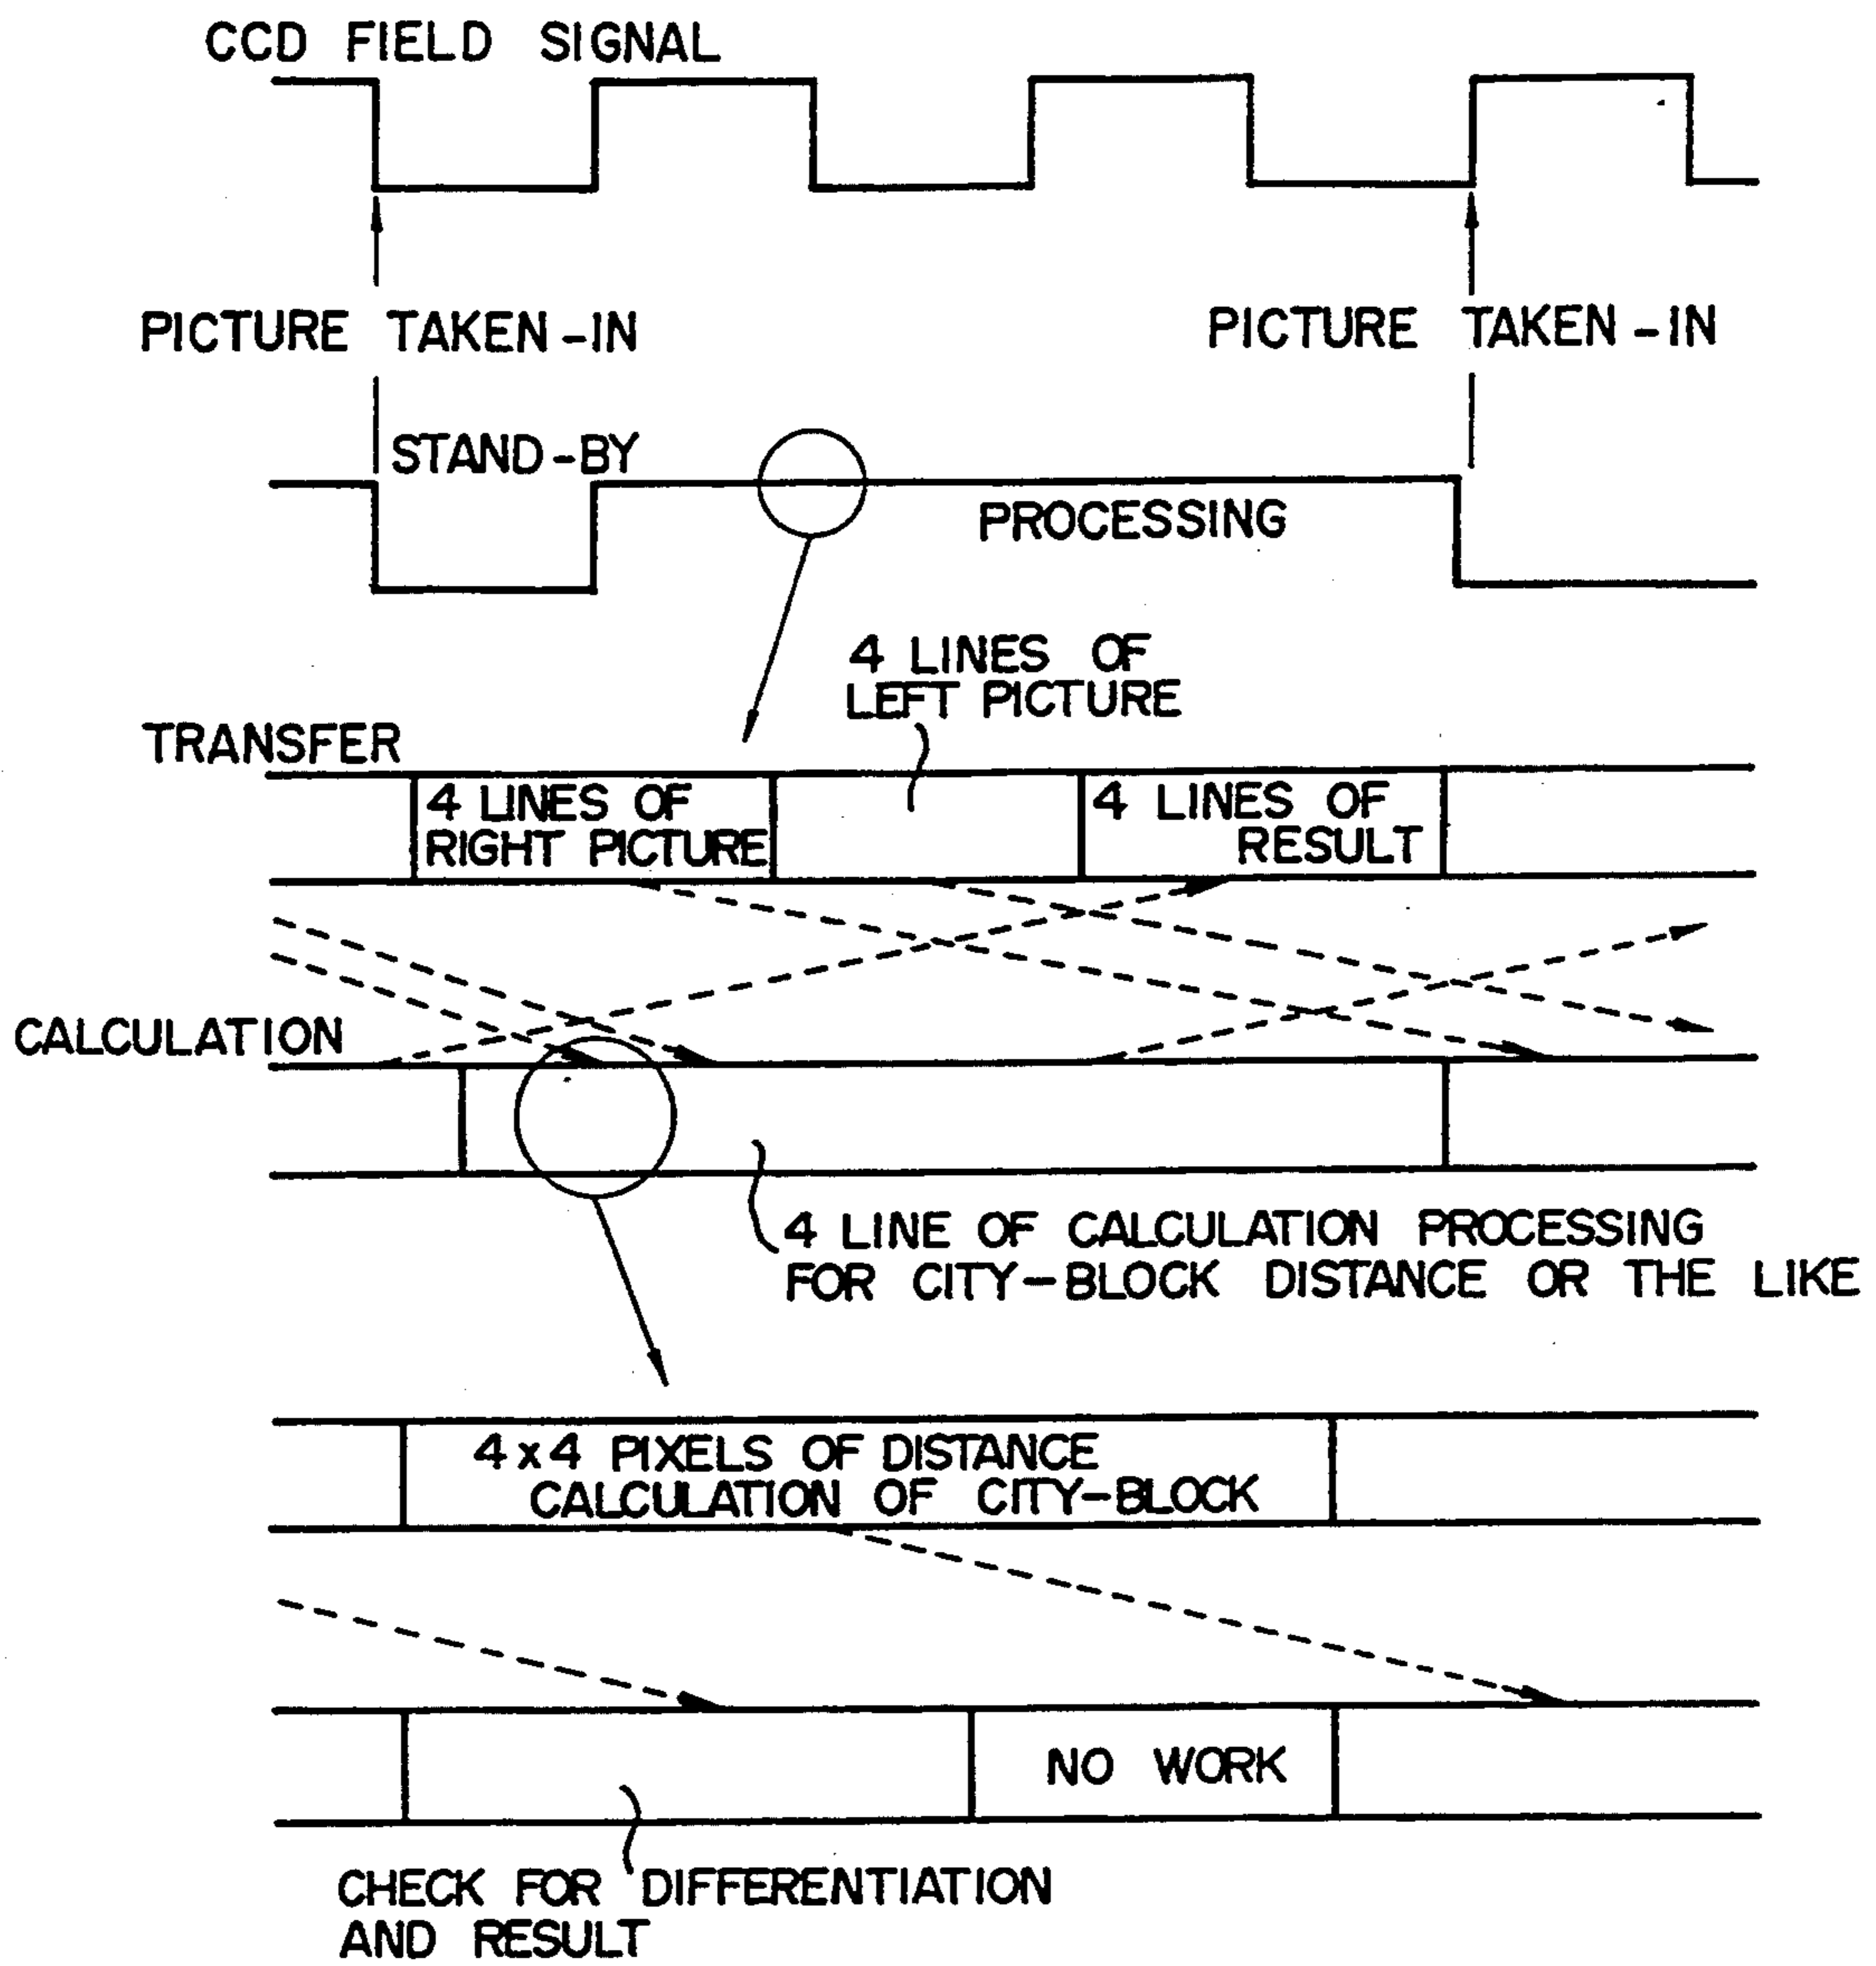 CCD FIELD SIGNAL
PICTURE TAKEN-IN
PICTURE TAKEN-IN
STAND-BY
PROCESSING
4 LINES OF
LEFT PICTURE
TRANSFER
4 LINES OF
RIGHT PICTURE
4 LINES OF
RESULT
CALCULATION
4 LINE OF CALCULATION PROCESSING
FOR CITY-BLOCK DISTANCE OR THE LIKE
4x4 PIXELS OF DISTANCE
CALCULATION OF CITY-BLOCK
NO WORK
CHECK FOR DIFFERENTIATION
AND RESULT